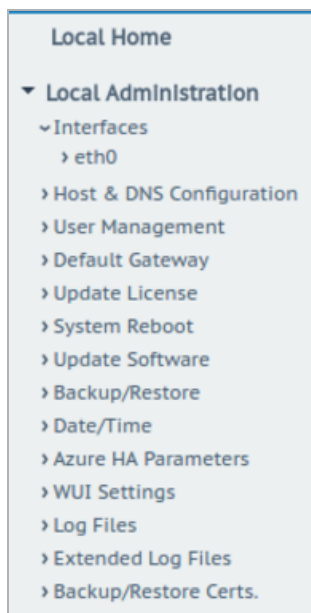 Local Home
Local Administration
Interfaces
eth0
Host & DNS Configuration
User Management
Default Gateway
Update License
System Reboot
Update Software
Backup/Restore
Date/Time
Azure HA Parameters
WUI Settings
Log Files
Extended Log Files
Backup/Restore Certs.